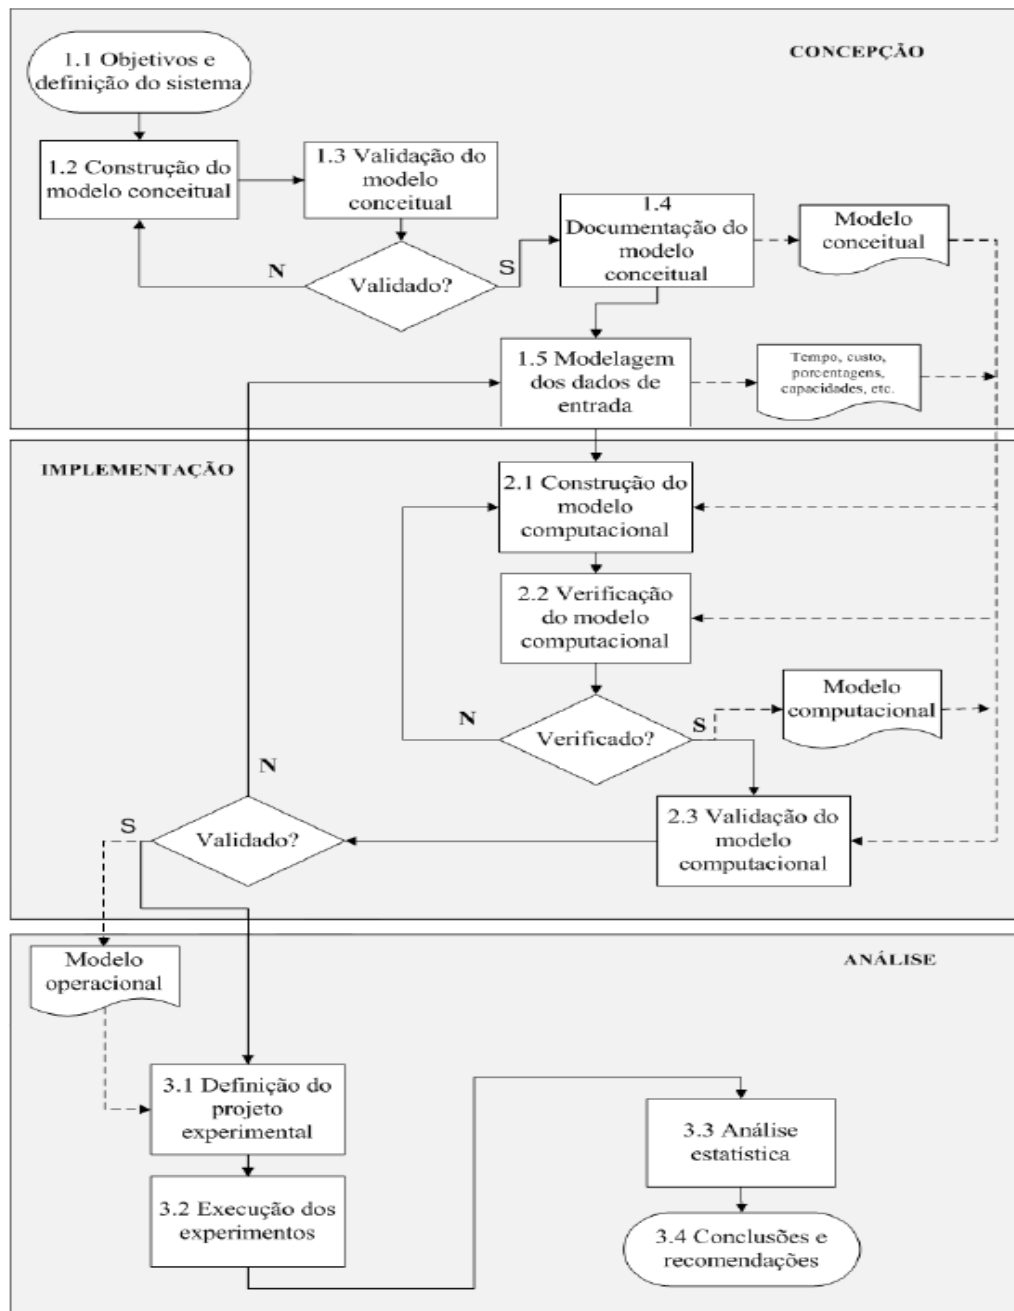 CONCEPÇÃO
1.1 Objetivos e
definição do sistema
1.2 Construção do
modelo conceitual
1.3 Validação do
modelo
conceitual
Validado?
N
S
1.4
Documentação do
modelo
conceitual
Modelo
conceitual
1.5 Modelagem
dos dados de
entrada
Tempo, custo,
porcentagens,
capacidades, etc.
IMPLEMENTAÇÃO
2.1 Construção do
modelo
computacional
2.2 Verificação
do modelo
computacional
Verificado?
N
S
Modelo
computacional
2.3 Validação do
modelo
computacional
Validado?
N
S
ANÁLISE
Modelo
operacional
3.1 Definição do
projeto
experimental
3.2 Execução dos
experimentos
3.3 Análise
estatística
3.4 Conclusões e
recomendações